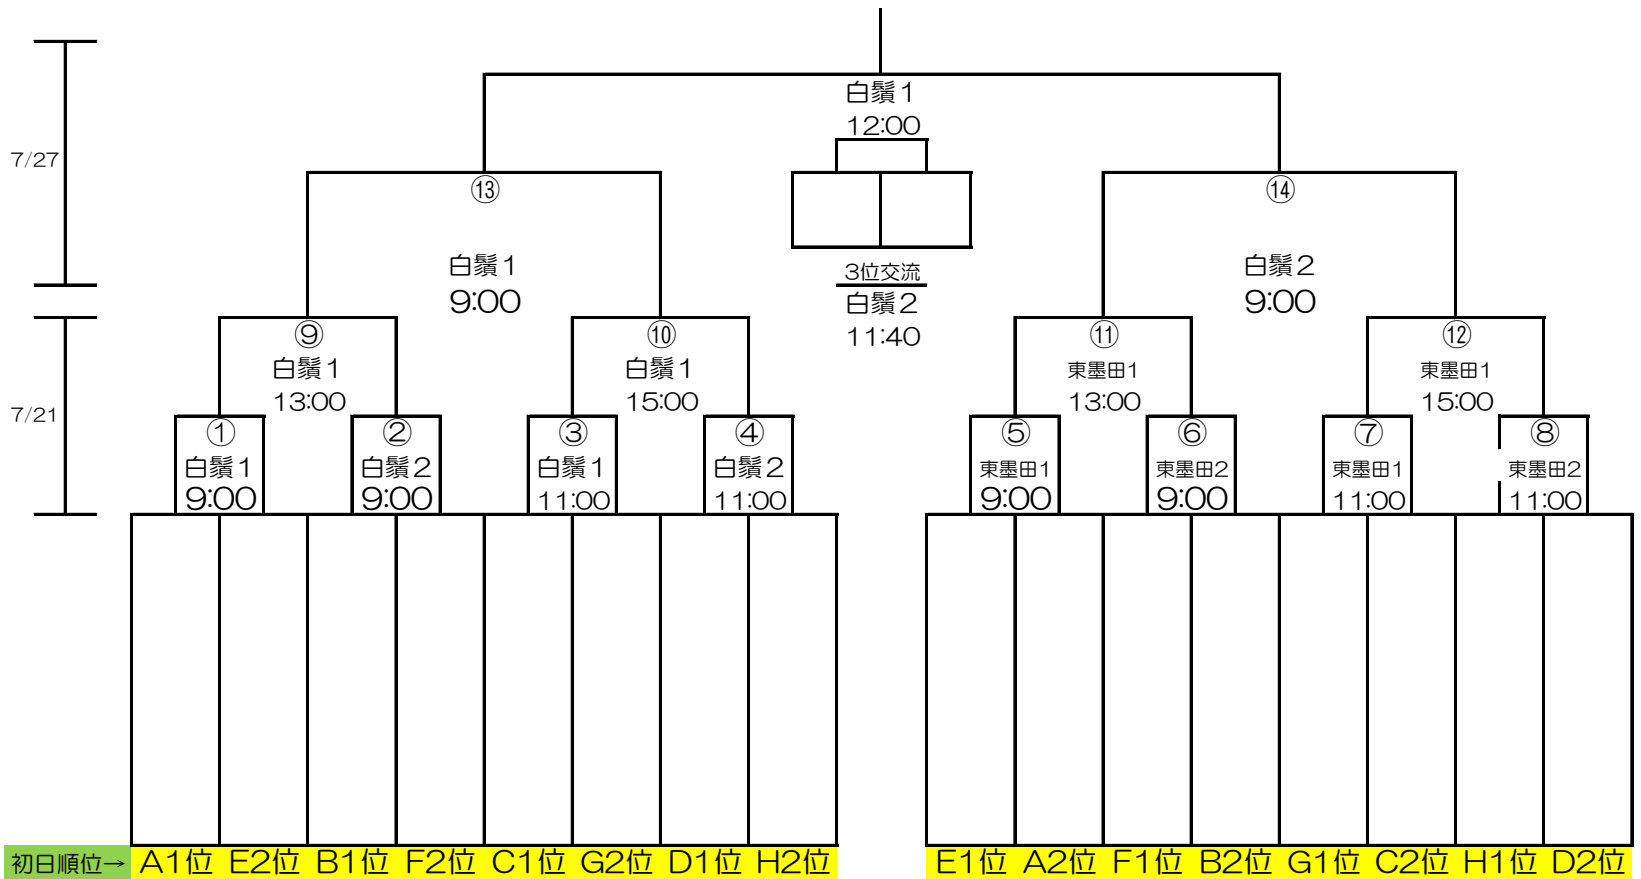 白鬚１
12:00
7/27
⑬
⑭
白鬚１
9:00
3位交流
白鬚２
11:40
白鬚２
9:00
⑨
⑩
⑪
⑫
白鬚１
白鬚１
東墨田1
東墨田1
13:00
15:00
13:00
15:00
7/21
①
②
③
④
⑤
⑥
⑦
⑧
白鬚１
白鬚２
白鬚１
白鬚２
東墨田1
東墨田2
東墨田1
東墨田2
9:00
9:00
11:00
11:00
9:00
9:00
11:00
11:00
初日順位→ A1位 E2位 B1位 F2位 C1位 G2位 D1位 H2位 E1位 A2位 F1位 B2位 G1位 C2位 H1位 D2位